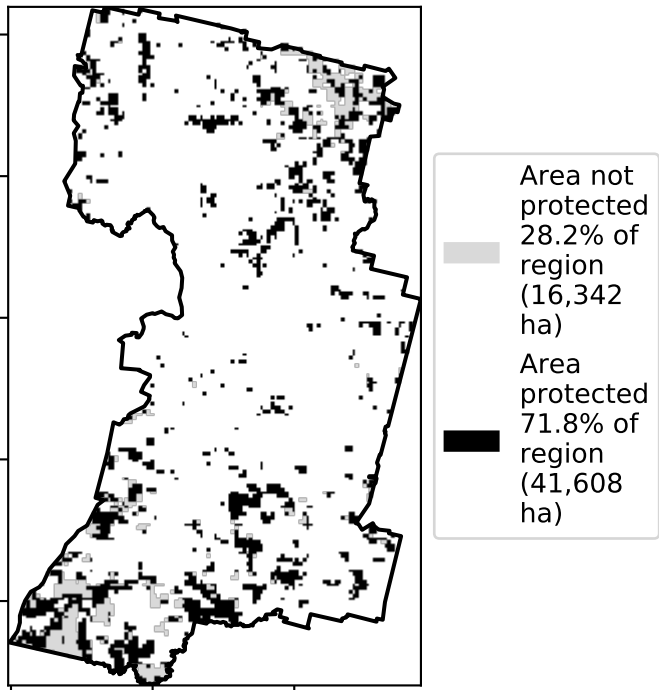 Area not
protected
28.2% of
region
(16,342
ha)
Area
protected
71.8% of
region
(41,608
ha)